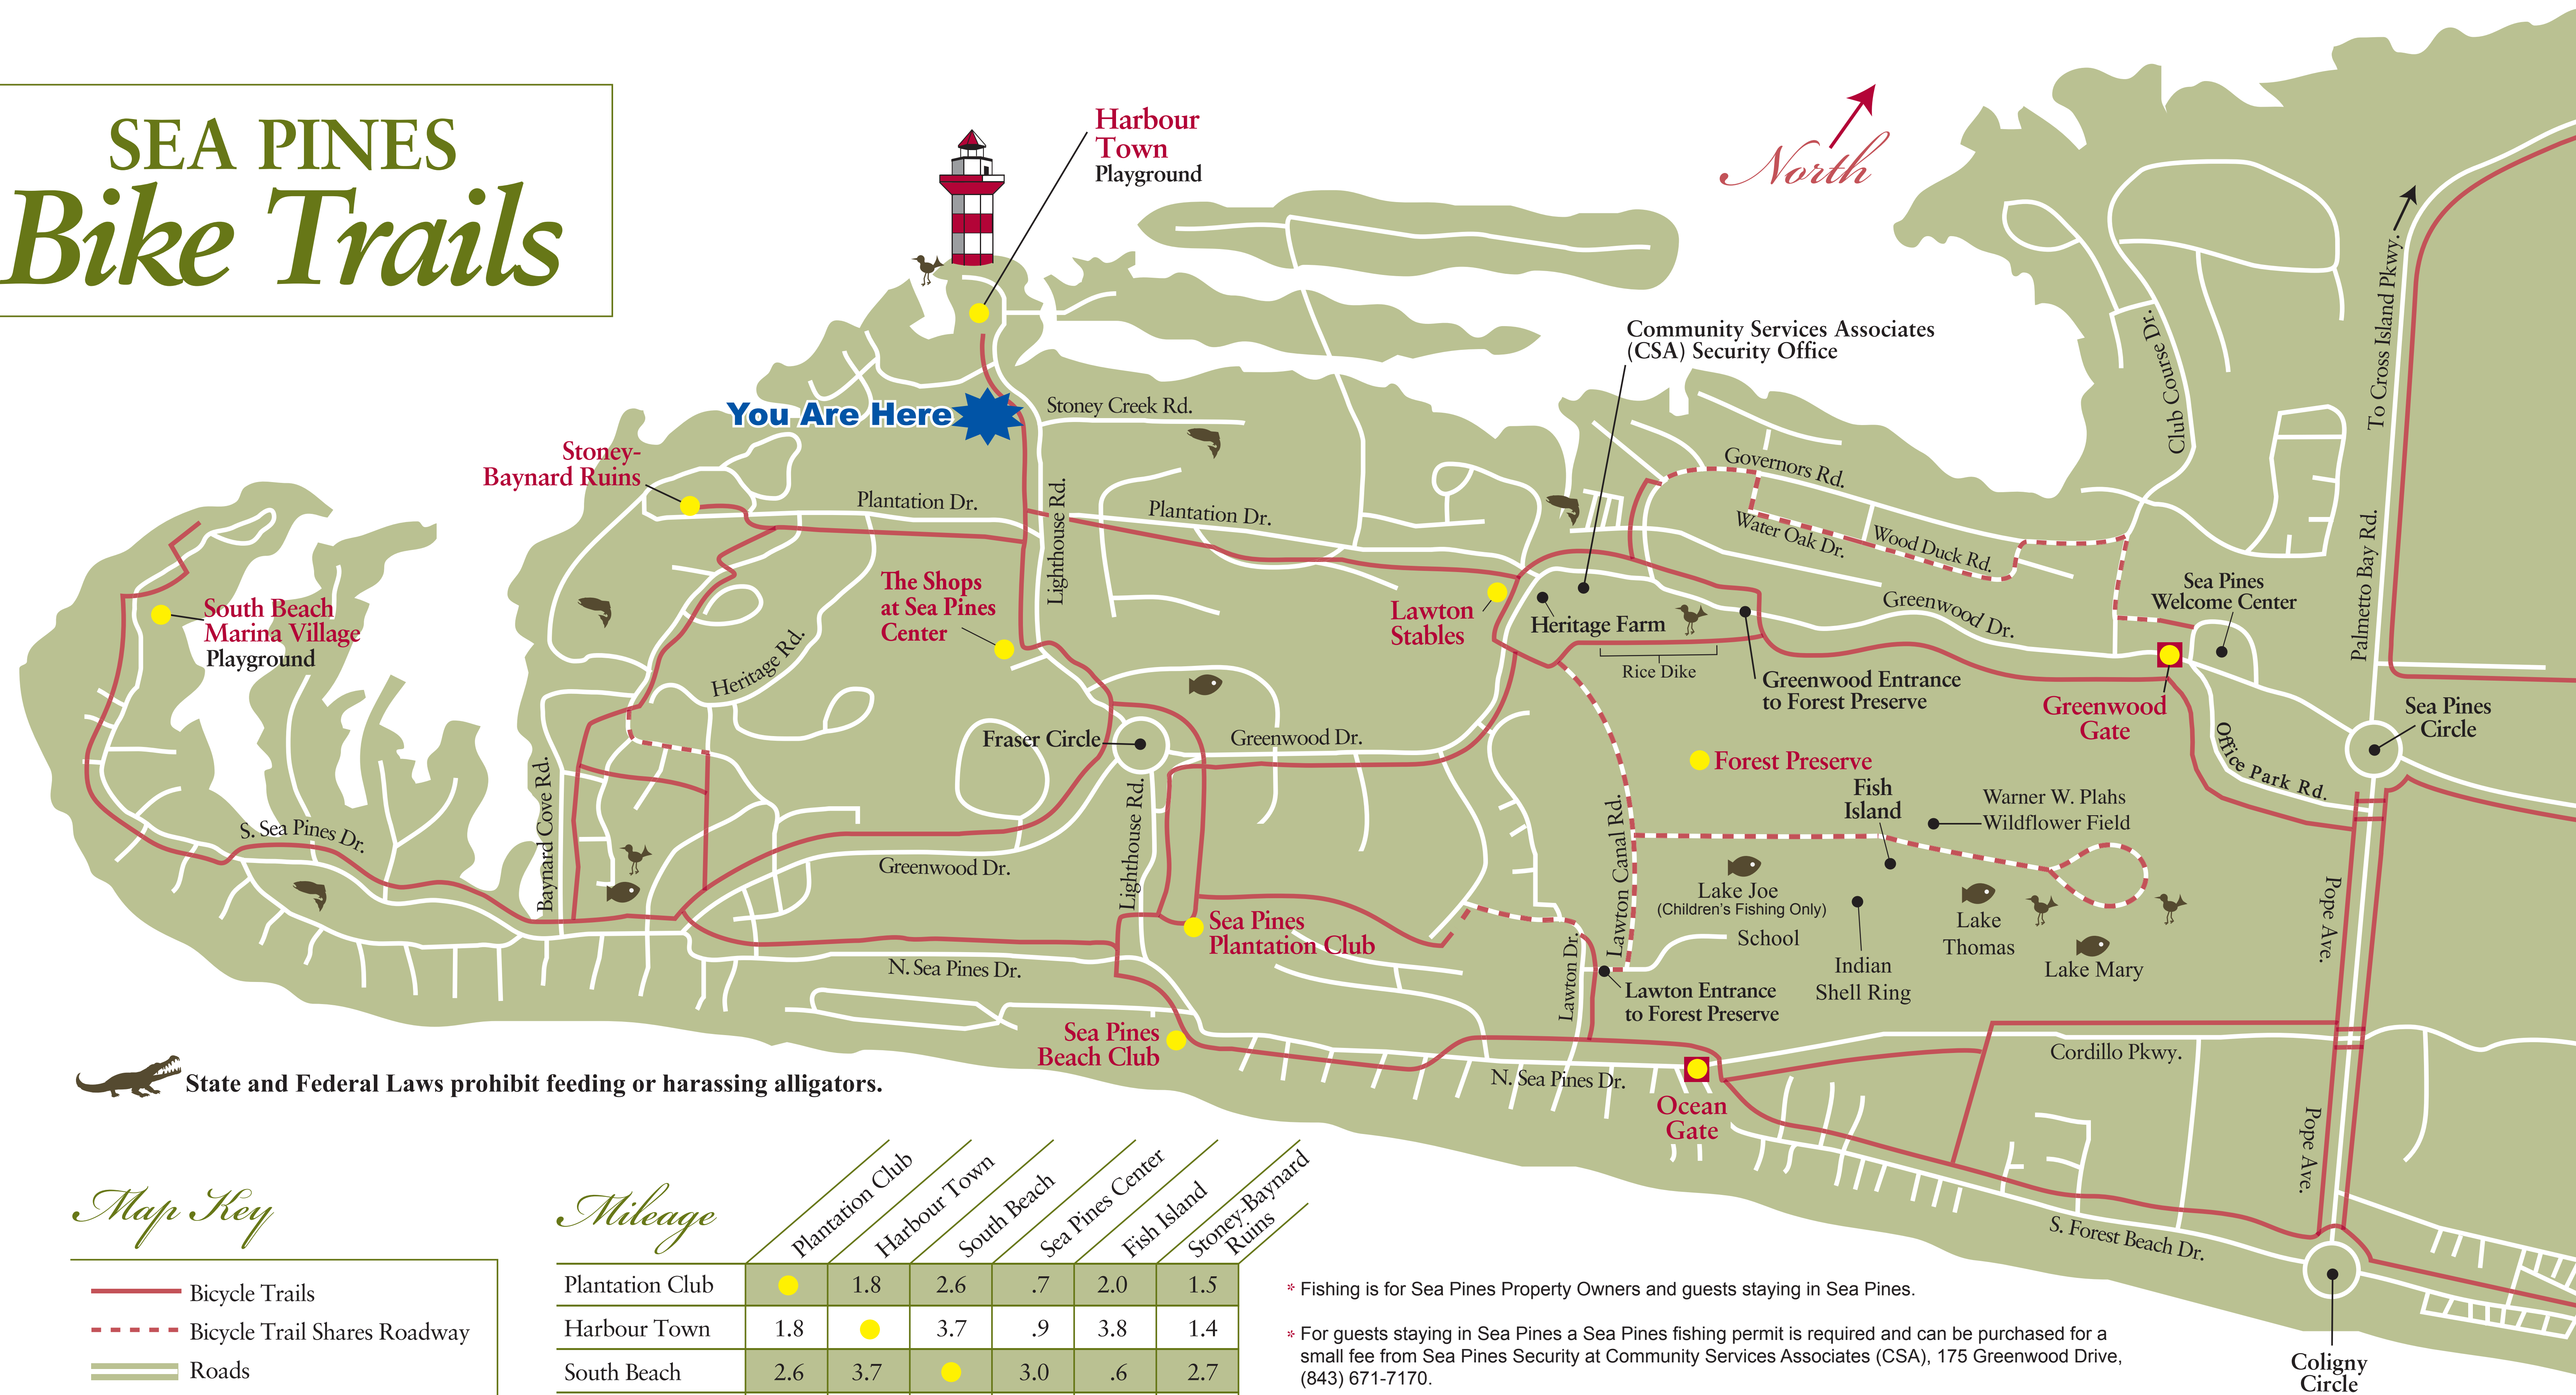 SEA PINES
Bike Trails
Harbour
Town
Playground
North
You Are Here
Stoney-
Baynard Ruins
Stoney Creek Rd.
Community Services Associates
(CSA) Security Office
Club Course Dr.
To Cross Island Pkwy.
Palmetto Bay Rd.
Governors Rd.
Water Oak Dr.
Wood Duck Rd.
Plantation Dr.
Lighthouse Rd.
Plantation Dr.
South Beach
Marina Village
Playground
The Shops
at Sea Pines
Center
Lawton
Stables
Heritage Farm
Rice Dike
Greenwood Dr.
Sea Pines
Welcome Center
Greenwood Entrance
to Forest Preserve
Greenwood
Gate
Sea Pines
Circle
Office Park Rd.
Heritage Rd.
Fraser Circle
Greenwood Dr.
Forest Preserve
Fish
Island
Warner W. Plahs
Wildflower Field
S. Sea Pines Dr.
Baynard Cove Rd.
Greenwood Dr.
Lighthouse Rd.
Lawton Canal Rd.
Lake Joe
(Children's Fishing Only)
School
Indian
Shell Ring
Lake
Thomas
Lake Mary
Pope Ave.
Sea Pines
Plantation Club
N. Sea Pines Dr.
Lawton Dr.
Lawton Entrance
to Forest Preserve
Sea Pines
Beach Club
N. Sea Pines Dr.
Cordillo Pkwy.
Ocean
Gate
Pope Ave.
S. Forest Beach Dr.
Coligny
Circle
State and Federal Laws prohibit feeding or harassing alligators.
Map Key
Bicycle Trails
Bicycle Trail Shares Roadway
Roads
Mileage
Plantation Club Harbour Town South Beach Sea Pines Center Fish Island Stoney-Baynard Ruins
Plantation Club 1.8 2.6 .7 2.0 1.5
Harbour Town 1.8 3.7 .9 3.8 1.4
South Beach 2.6 3.7 3.0 .6 2.7
* Fishing is for Sea Pines Property Owners and guests staying in Sea Pines.
* For guests staying in Sea Pines a Sea Pines fishing permit is required and can be purchased for a
small fee from Sea Pines Security at Community Services Associates (CSA), 175 Greenwood Drive,
(843) 671-7170.